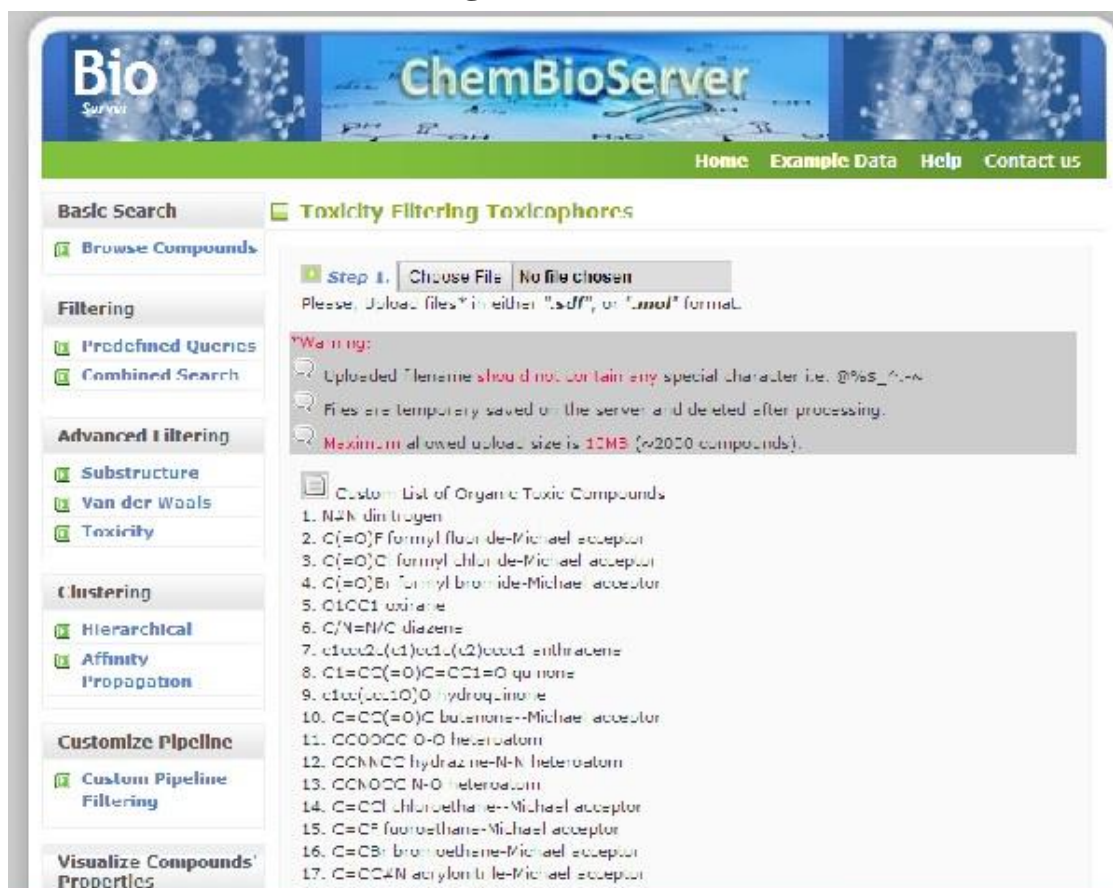 Bio
Server
ChemBioServer
Home Example Data Help Contact us
Basic Search
Browse Compounds
Filtering
Predefined Queries
Combined Search
Advanced Filtering
Substructure
Van der Waals
Toxicity
Clustering
Hierarchical
Affinity
Propagation
Customize Pipeline
Custom Pipeline
Filtering
Visualize Compounds'
Properties
Toxicity Filtering Toxicophores
Step 1. Choose File No file chosen
Please, Upload files* in either ".sdf", or ".mol" format.
*Warning:
Uploaded filename should not contain any special character i.e. @%$_^.-~
Files are temporary saved on the server and deleted after processing.
Maximum allowed upload size is 10MB (~2000 compounds).
Custom List of Organic Toxic Compounds
1. N#N dinitrogen
2. C(=O)F formyl fluoride-Michael acceptor
3. C(=O)Cl formyl chloride-Michael acceptor
4. C(=O)Br formyl bromide-Michael acceptor
5. O1CC1 oxirane
6. C/N=N/C diazene
7. c1ccc2c(c1)cc1c(c2)cccc1 anthracene
8. C1=CC(=O)C=CC1=O quinone
9. c1cc(ccc1O)O hydroquinone
10. C=CC(=O)C butenone--Michael acceptor
11. CCOOCC O-O heteroatom
12. CCNNCC hydrazine-N-N heteroatom
13. CCNOCC N-O heteroatom
14. C=CCl chloroethane--Michael acceptor
15. C=CF fuoroethane-Michael acceptor
16. C=CBr bromoethane-Michael acceptor
17. C=CC#N acrylonitrile-Michael acceptor